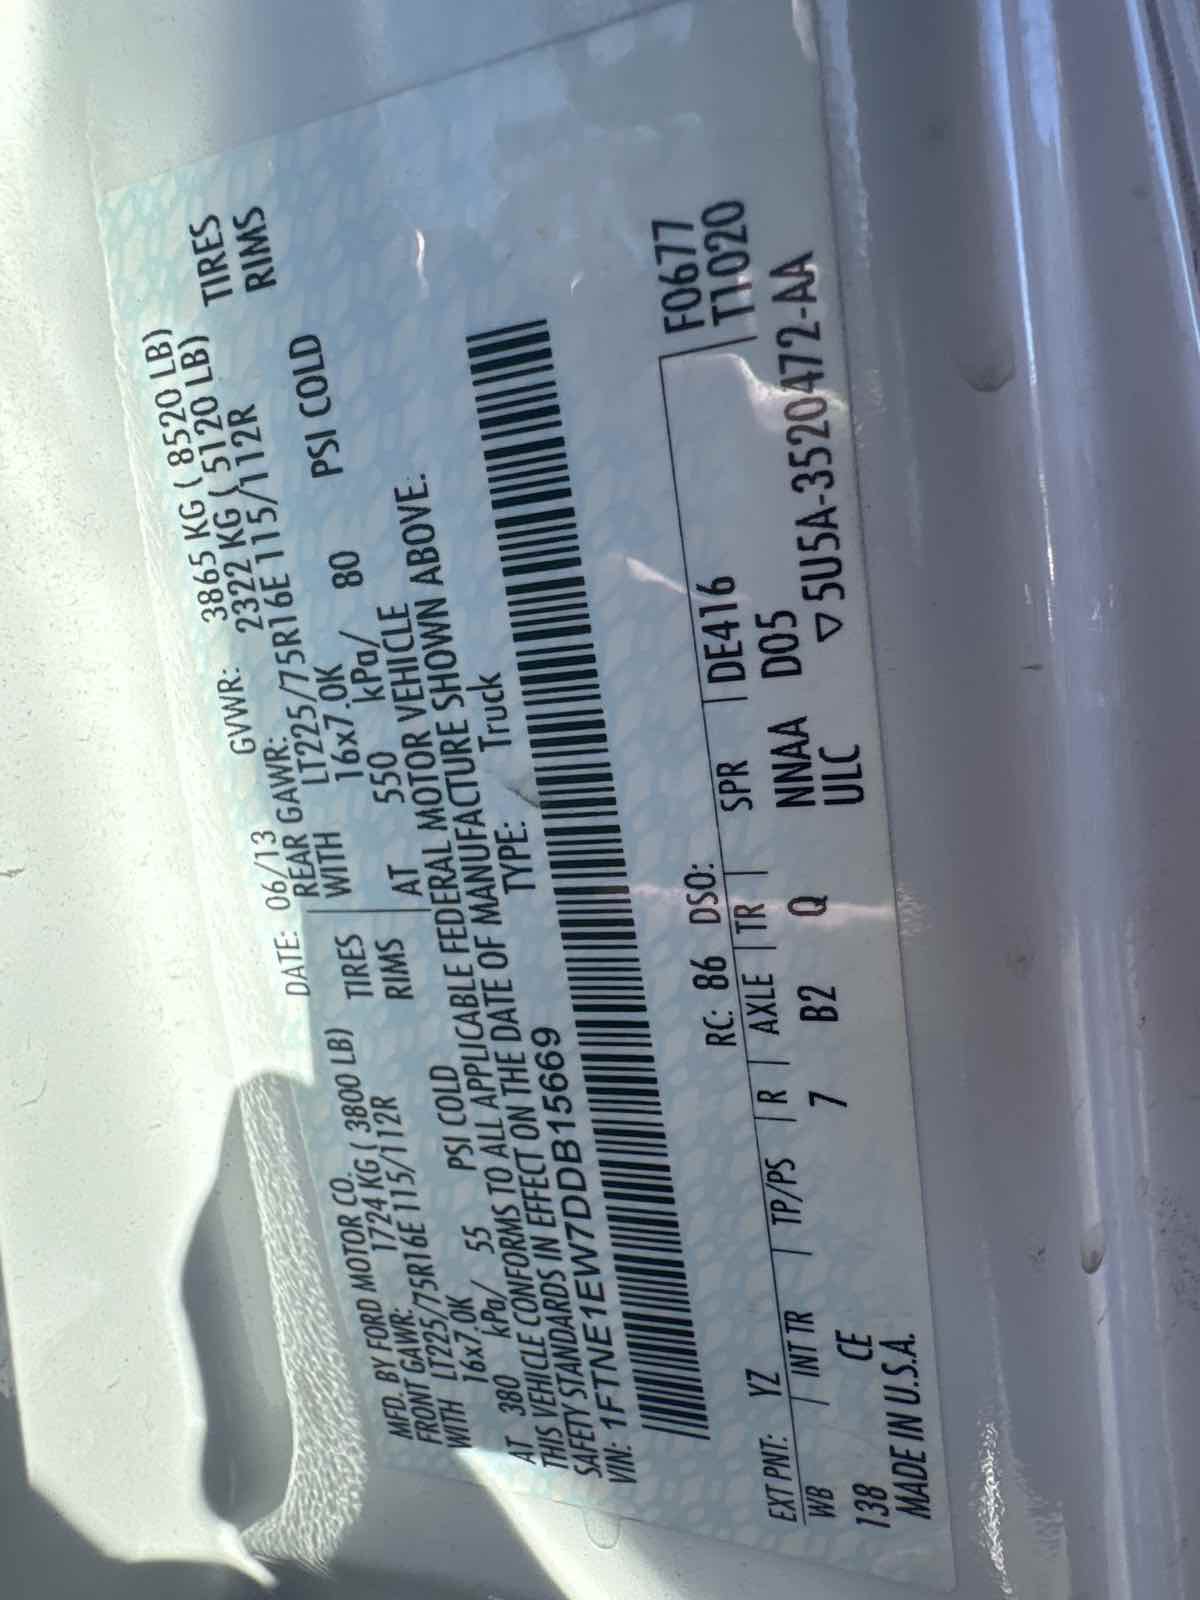 MFD. BY FORD MOTOR CO. DATE: 06/13 GVWR: 3865 KG ( 8520 LB)
FRONT GAWR: 1724 KG ( 3800 LB) TIRES REAR GAWR: 2322 KG ( 5120 LB) TIRES
WITH LT225/75R16E 115/112R RIMS WITH LT225/75R16E 115/112R RIMS
16x7.0K 16x7.0K
AT 380 kPa/ 55 PSI COLD AT 550 kPa/ 80 PSI COLD
THIS VEHICLE CONFORMS TO ALL APPLICABLE FEDERAL MOTOR VEHICLE
SAFETY STANDARDS IN EFFECT ON THE DATE OF MANUFACTURE SHOWN ABOVE.
VIN: 1FTNE1EW7DDB15669 TYPE: Truck
F0677
T1020
EXT PNT: YZ RC: 86 DSO:
WB INT TR TP/PS R AXLE TR SPR DE416
138 CE 7 B2 Q NNAA D05
ULC
MADE IN U.S.A. ▽5U5A-3520472-AA